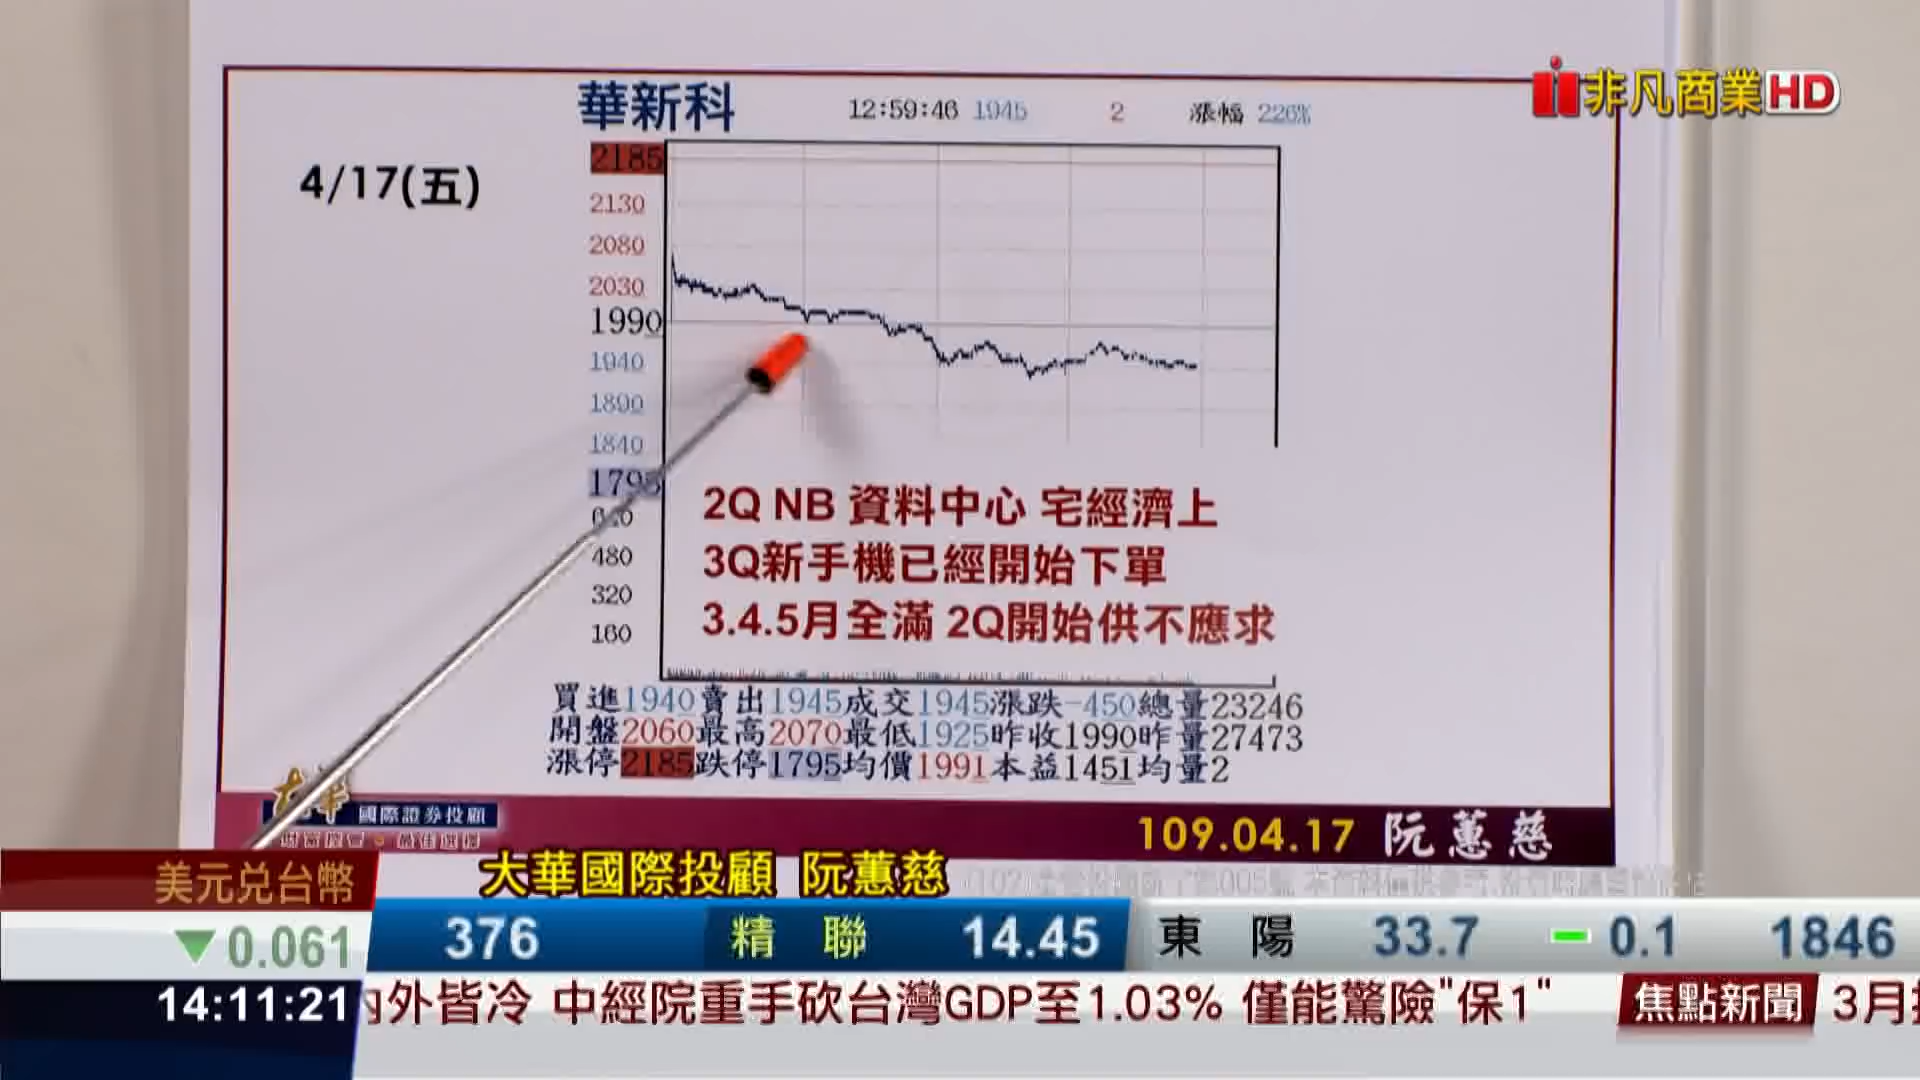 非凡商業HD
華新科 12:59:46 1945 2 漲幅 226%
4/17(五)
2185
2130
2080
2030
1990
1940
1890
1840
1795
480
320
160
2Q NB 資料中心 宅經濟上
3Q新手機已經開始下單
3.4.5月全滿 2Q開始供不應求
買進1940賣出1945成交1945漲跌-450總量23246
開盤2060最高2070最低1925昨收1990昨量27473
漲停2185跌停1795均價1991本益1451均量2
大華 國際證券投顧
109.04.17 阮蕙慈
美元兌台幣 大華國際投顧 阮蕙慈
▼0.061 376 精聯 14.45 東陽 33.7 0.1 1846
14:11:21 外皆冷 中經院重手砍台灣GDP至1.03% 僅能驚險"保1" 焦點新聞 3月